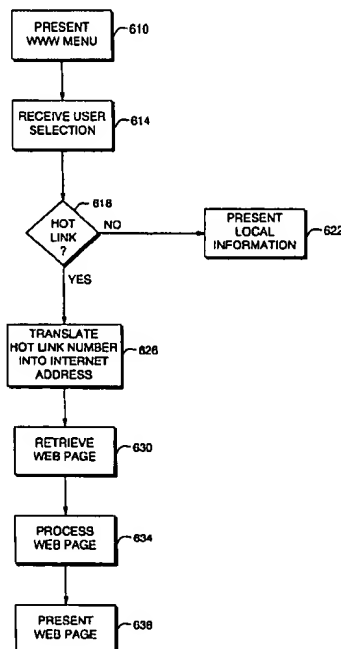 PRESENT
WWW MENU
610
RECEIVE USER
SELECTION
614
618
HOT
LINK
?
NO
PRESENT
LOCAL
INFORMATION
622
YES
TRANSLATE
HOT LINK NUMBER
INTO INTERNET
ADDRESS
626
RETRIEVE
WEB PAGE
630
PROCESS
WEB PAGE
634
PRESENT
WEB PAGE
638